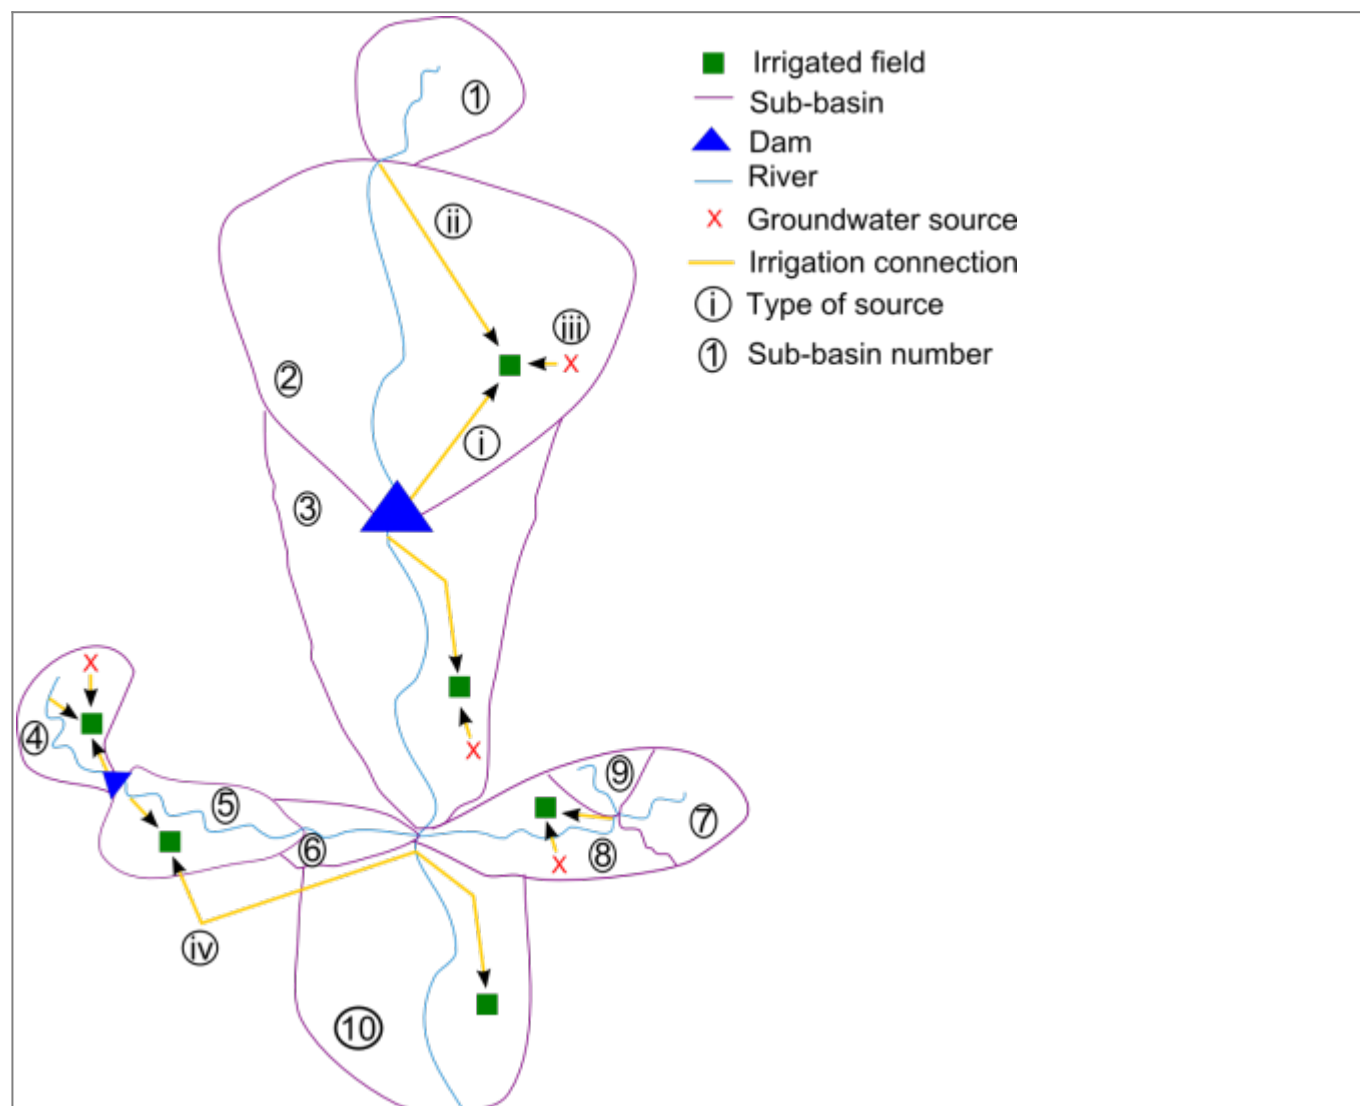 ①
Irrigated field
Sub-basin
Dam
River
X Groundwater source
Irrigation connection
ⓘ Type of source
① Sub-basin number
ii
iii
X
②
i
③
X
④
X
⑤
⑥
⑨
⑦
⑧
X
iv
⑩